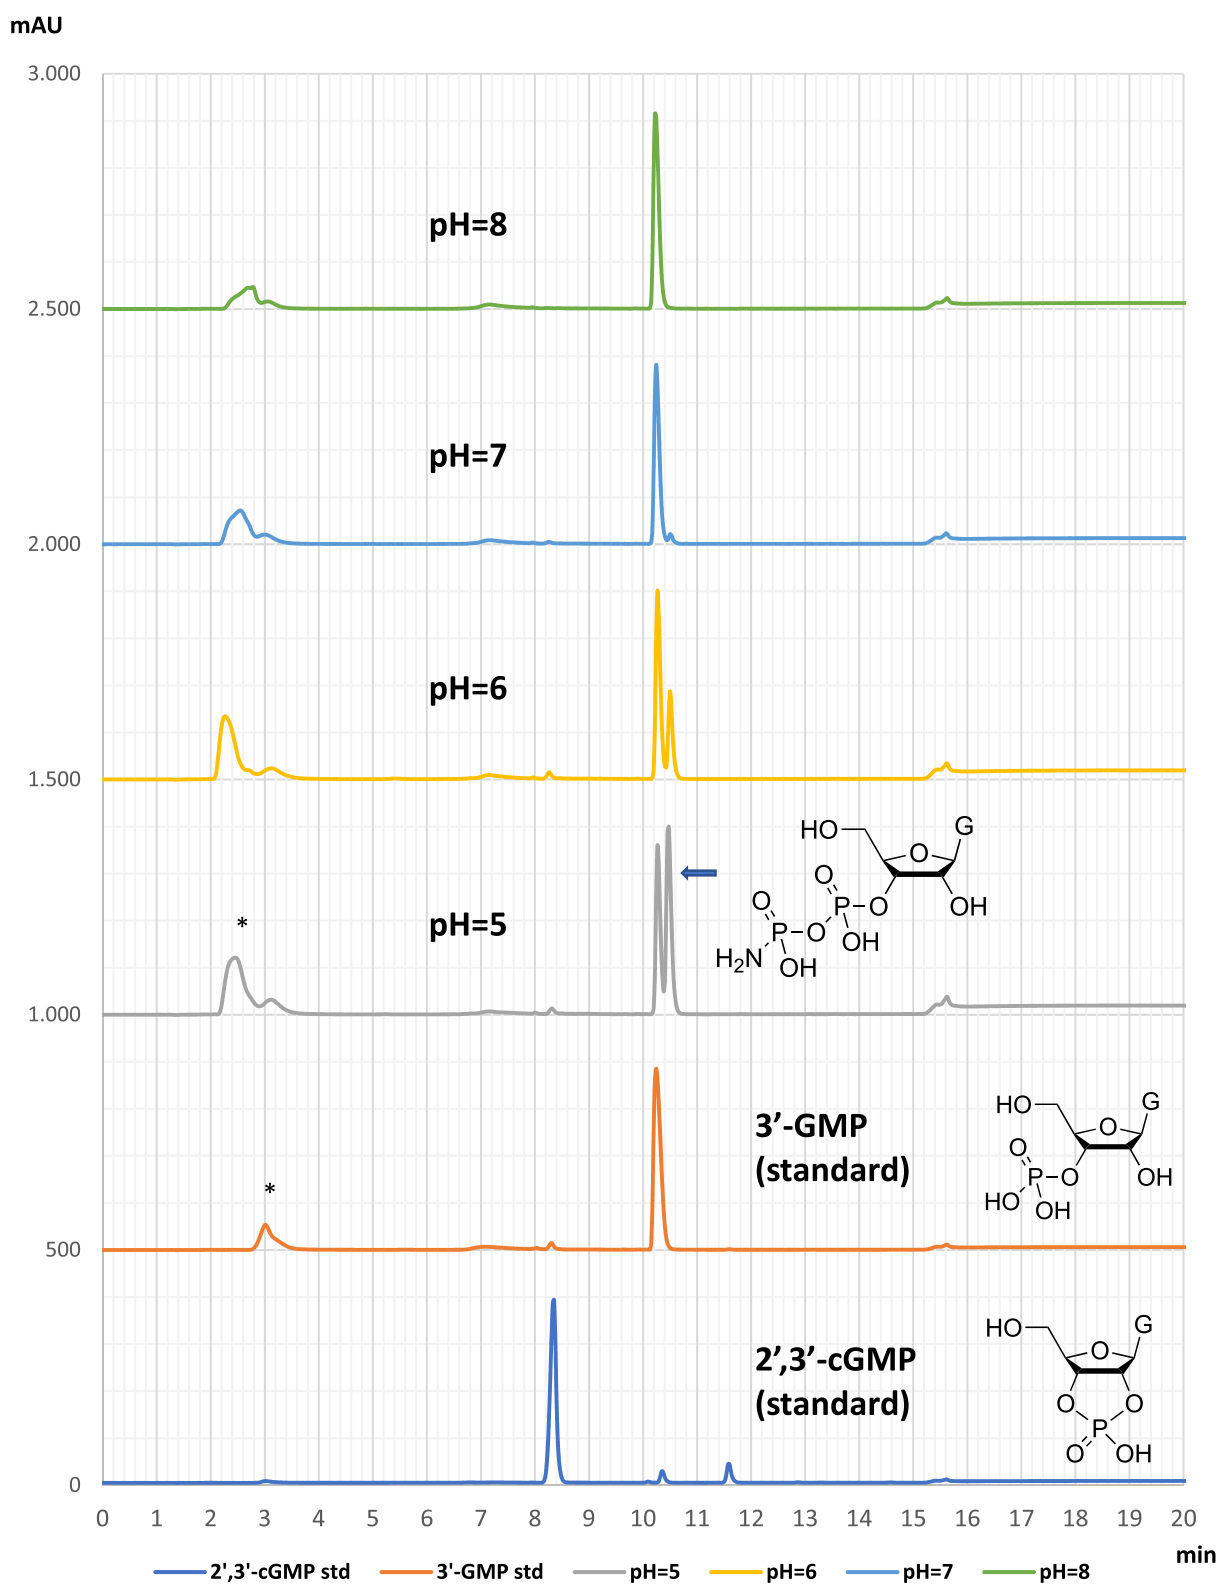 mAU
3.000
pH=8
2.500
pH=7
2.000
pH=6
1.500
HO
G
O
O
P
O
OH
O
P
O
OH
H₂N
OH
*
pH=5
1.000
3'-GMP
(standard)
HO
G
O
O
P
O
OH
HO
OH
*
500
2',3'-cGMP
(standard)
HO
G
O
O
O
P
O
OH
0
0 1 2 3 4 5 6 7 8 9 10 11 12 13 14 15 16 17 18 19 20
min
2',3'-cGMP std 3'-GMP std pH=5 pH=6 pH=7 pH=8